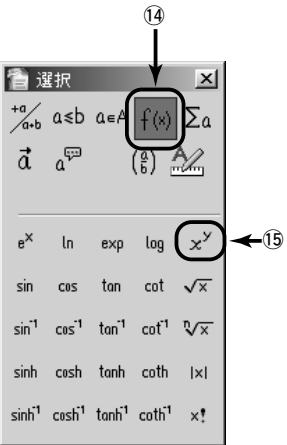 ⑭
選択
+a/a+b a≤b a∈A f(x) Σa
a⃗ a (a/b) A
eˣ ln exp log xʸ ⑮
sin cos tan cot √x
sin⁻¹ cos⁻¹ tan⁻¹ cot⁻¹ ⁿ√x
sinh cosh tanh coth |x|
sinh⁻¹ cosh⁻¹ tanh⁻¹ coth⁻¹ x!